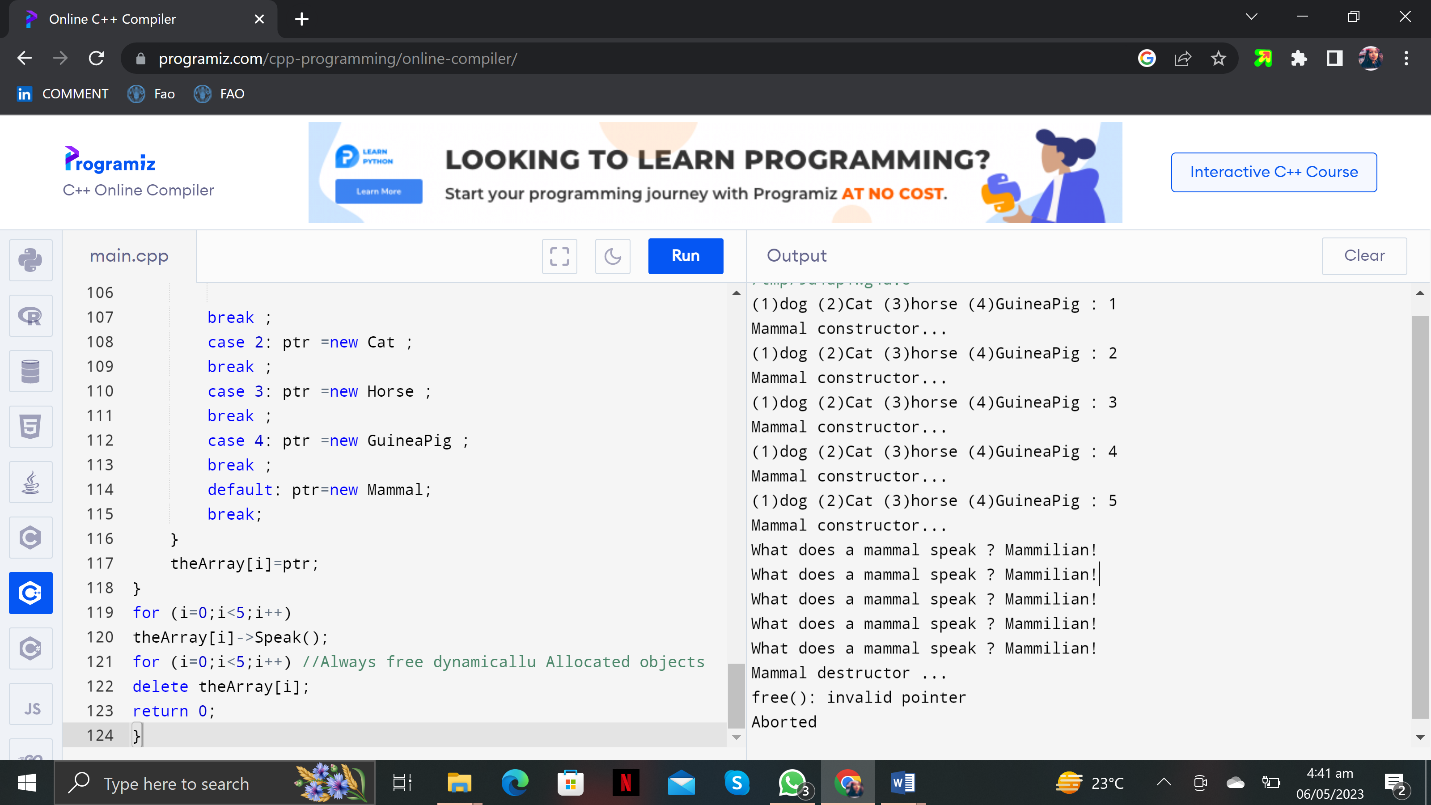 Online C++ Compiler
programiz.com/cpp-programming/online-compiler/
in COMMENT Fao FAO
Programiz
C++ Online Compiler
LEARN
PYTHON
Learn More
LOOKING TO LEARN PROGRAMMING?
Start your programming journey with Programiz AT NO COST.
Interactive C++ Course
main.cpp
Run
Output
Clear
106
107 break ;
108 case 2: ptr =new Cat ;
109 break ;
110 case 3: ptr =new Horse ;
111 break ;
112 case 4: ptr =new GuineaPig ;
113 break ;
114 default: ptr=new Mammal;
115 break;
116 }
117 theArray[i]=ptr;
118 }
119 for (i=0;i<5;i++)
120 theArray[i]->Speak();
121 for (i=0;i<5;i++) //Always free dynamicallu Allocated objects
122 delete theArray[i];
123 return 0;
124 }
(1)dog (2)Cat (3)horse (4)GuineaPig : 1
Mammal constructor...
(1)dog (2)Cat (3)horse (4)GuineaPig : 2
Mammal constructor...
(1)dog (2)Cat (3)horse (4)GuineaPig : 3
Mammal constructor...
(1)dog (2)Cat (3)horse (4)GuineaPig : 4
Mammal constructor...
(1)dog (2)Cat (3)horse (4)GuineaPig : 5
Mammal constructor...
What does a mammal speak ? Mammilian!
What does a mammal speak ? Mammilian!
What does a mammal speak ? Mammilian!
What does a mammal speak ? Mammilian!
What does a mammal speak ? Mammilian!
Mammal destructor ...
free(): invalid pointer
Aborted
JS
Type here to search
3
23°C
4:41 am
06/05/2023
2